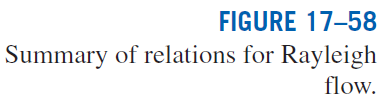 FIGURE 17–58
Summary of relations for Rayleigh
flow.